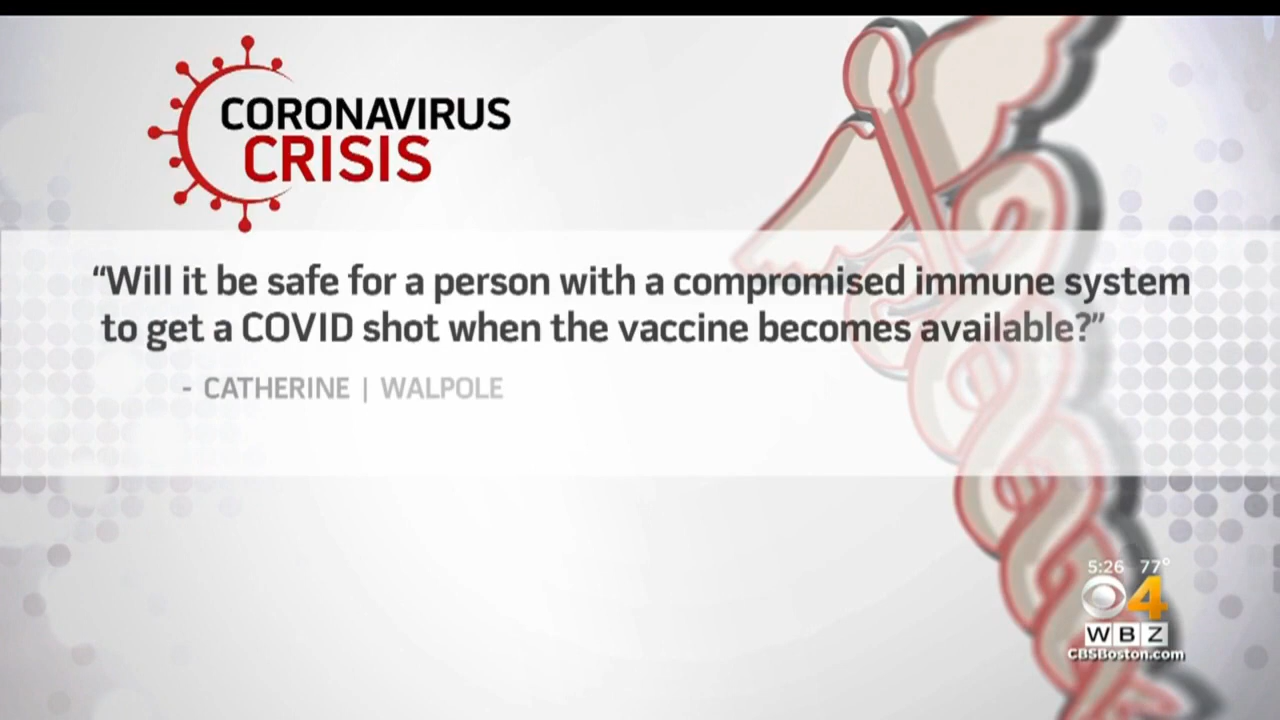 CORONAVIRUS
CRISIS
“Will it be safe for a person with a compromised immune system
to get a COVID shot when the vaccine becomes available?”
- CATHERINE | WALPOLE
5:26 77°
4
WBZ
CBSBoston.com